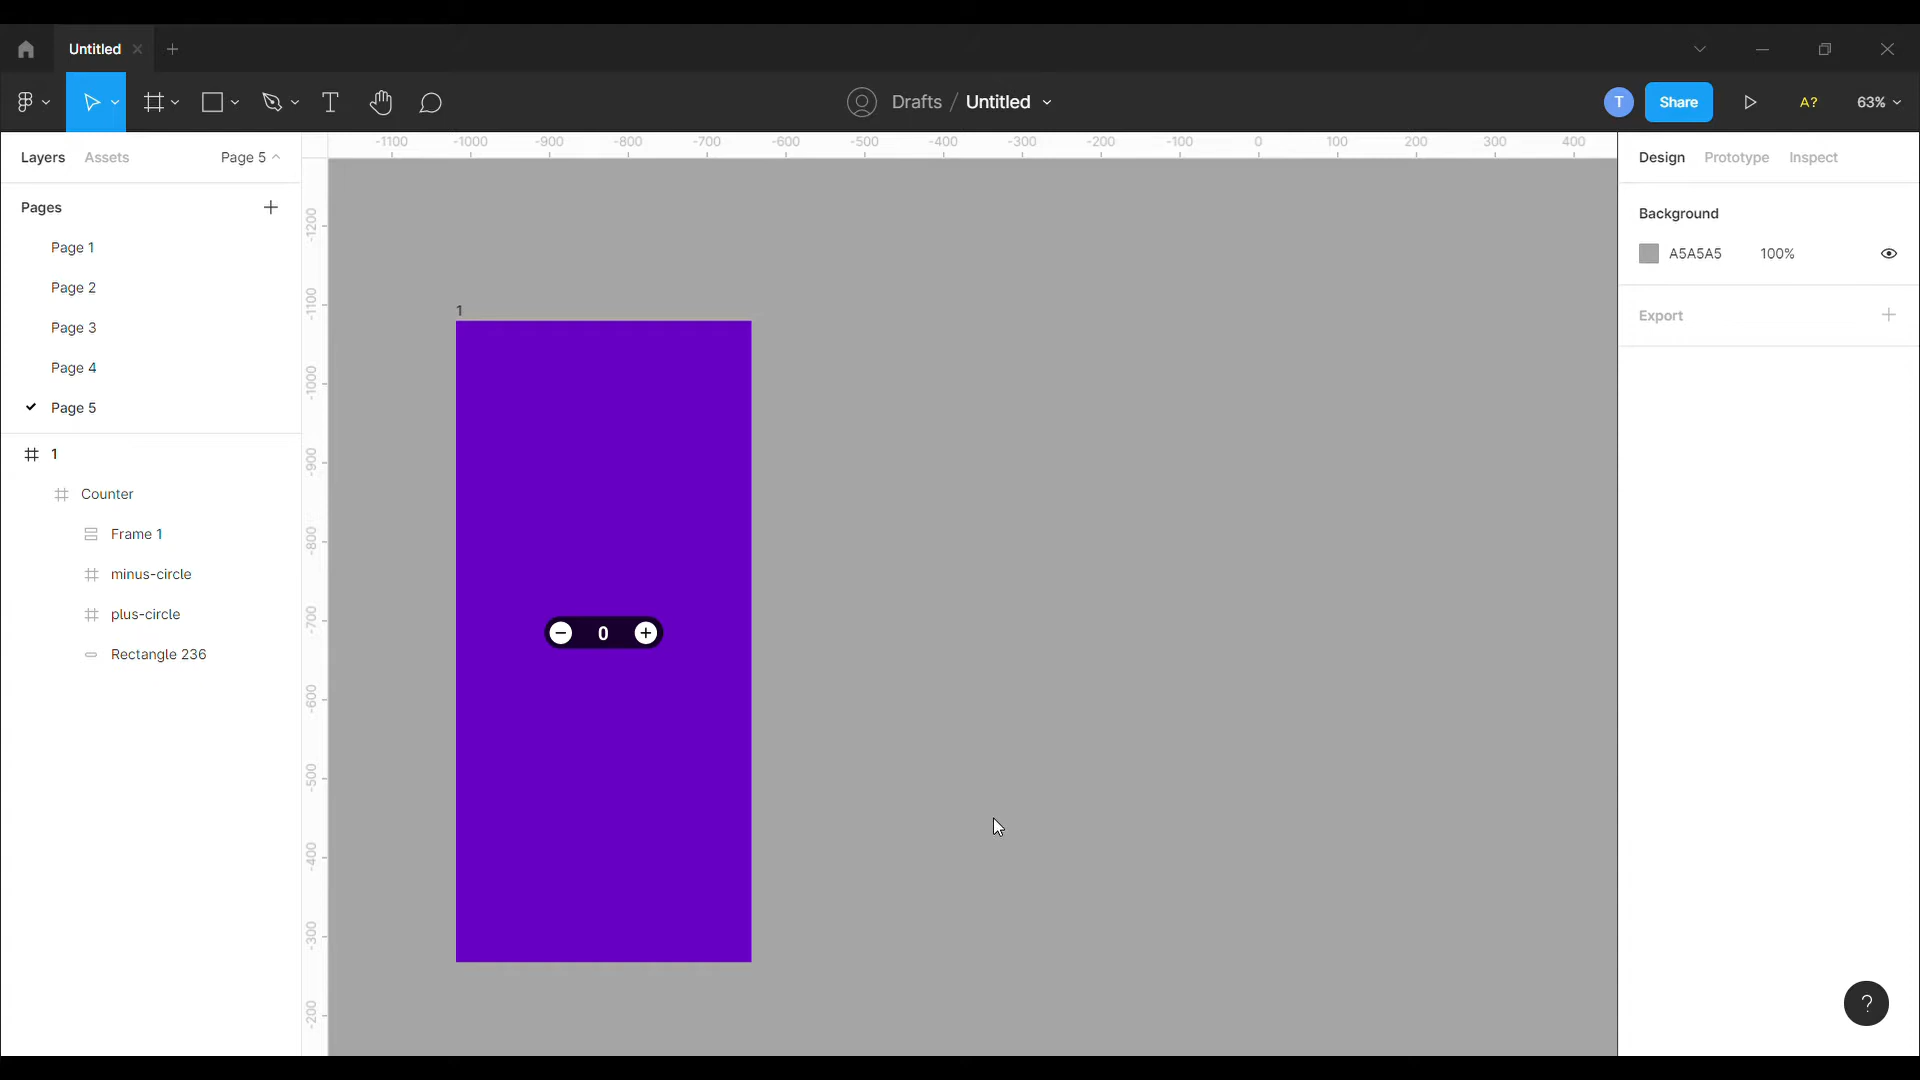 Untitled
Drafts / Untitled
T
Share
A?
63%
Layers
Assets
Page 5
-1100
-1000
-900
-800
-700
-600
-500
-400
-300
-200
-100
0
100
200
300
400
Design
Prototype
Inspect
Pages
Page 1
Page 2
Page 3
Page 4
Page 5
1
Counter
Frame 1
minus-circle
plus-circle
Rectangle 236
-1200
-1100
-1000
-900
-800
-700
-600
-500
-400
-300
-200
1
0
Background
A5A5A5
100%
Export
?